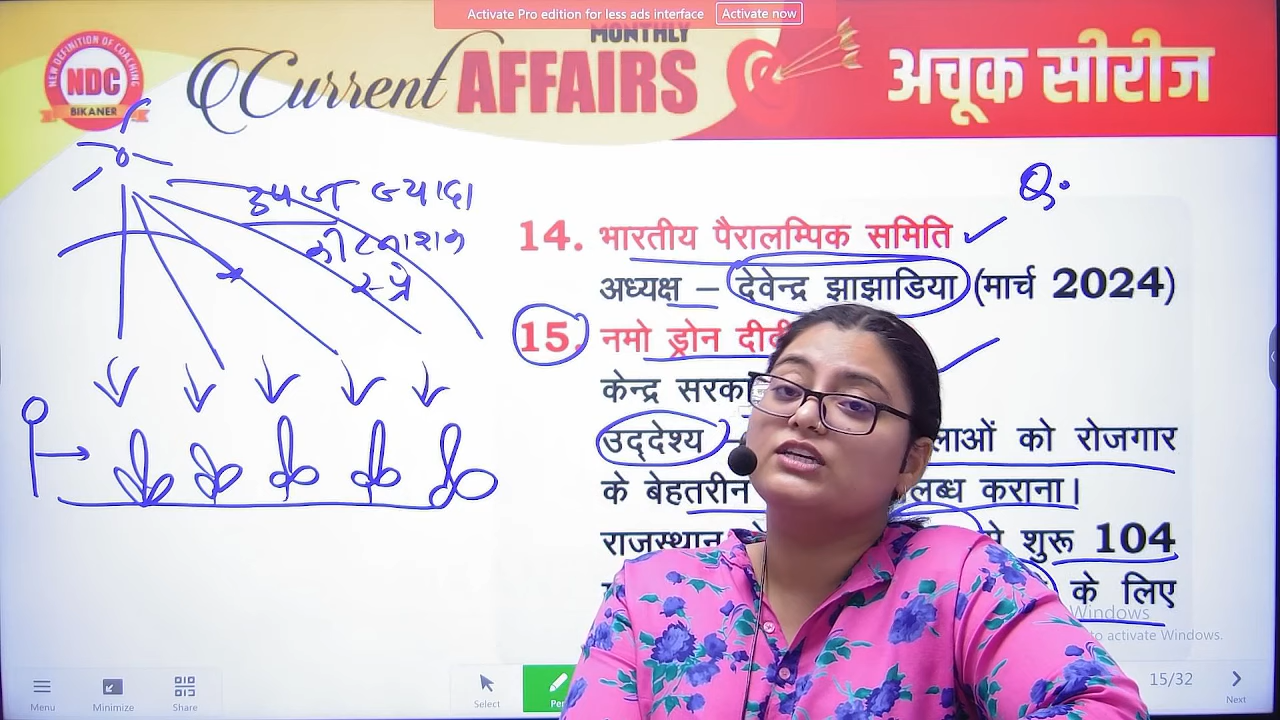 Activate Pro edition for less ads interface Activate now
NEW DEFINITION OF COACHING
NDC
BIKANER
MONTHLY
Current AFFAIRS
अचूक सीरीज
Q.
उपज ज्यादा
कीटनाशक
स्प्रे
14. भारतीय पैरालम्पिक समिति
अध्यक्ष – देवेन्द्र झाझाडिया (मार्च 2024)
15. नमो ड्रोन दीदी
केन्द्र
उद्देश्य – लाओं को रोजगार
के बेहतरीन लब्ध कराना।
राजस्थान से शुरू 104
के लिए
Windows
to activate Windows.
Menu
Minimize
Share
Select
Pen
15/32
Next